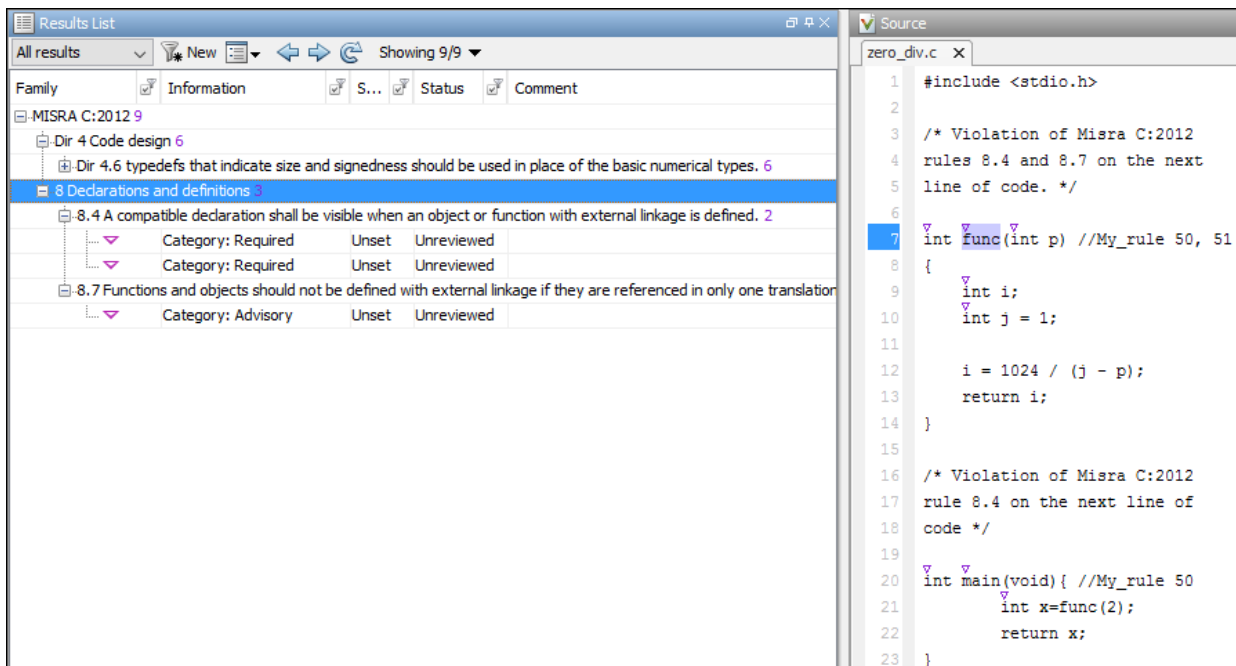 Results List
All results New Showing 9/9
Family Information S... Status Comment
MISRA C:2012 9
Dir 4 Code design 6
Dir 4.6 typedefs that indicate size and signedness should be used in place of the basic numerical types. 6
8 Declarations and definitions 3
8.4 A compatible declaration shall be visible when an object or function with external linkage is defined. 2
Category: Required Unset Unreviewed
Category: Required Unset Unreviewed
8.7 Functions and objects should not be defined with external linkage if they are referenced in only one translation
Category: Advisory Unset Unreviewed
Source
zero_div.c X
1 #include <stdio.h>
2
3 /* Violation of Misra C:2012
4 rules 8.4 and 8.7 on the next
5 line of code. */
6
7 int func(int p) //My_rule 50, 51
8 {
9 int i;
10 int j = 1;
11
12 i = 1024 / (j - p);
13 return i;
14 }
15
16 /* Violation of Misra C:2012
17 rule 8.4 on the next line of
18 code */
19
20 int main(void){ //My_rule 50
21 int x=func(2);
22 return x;
23 }